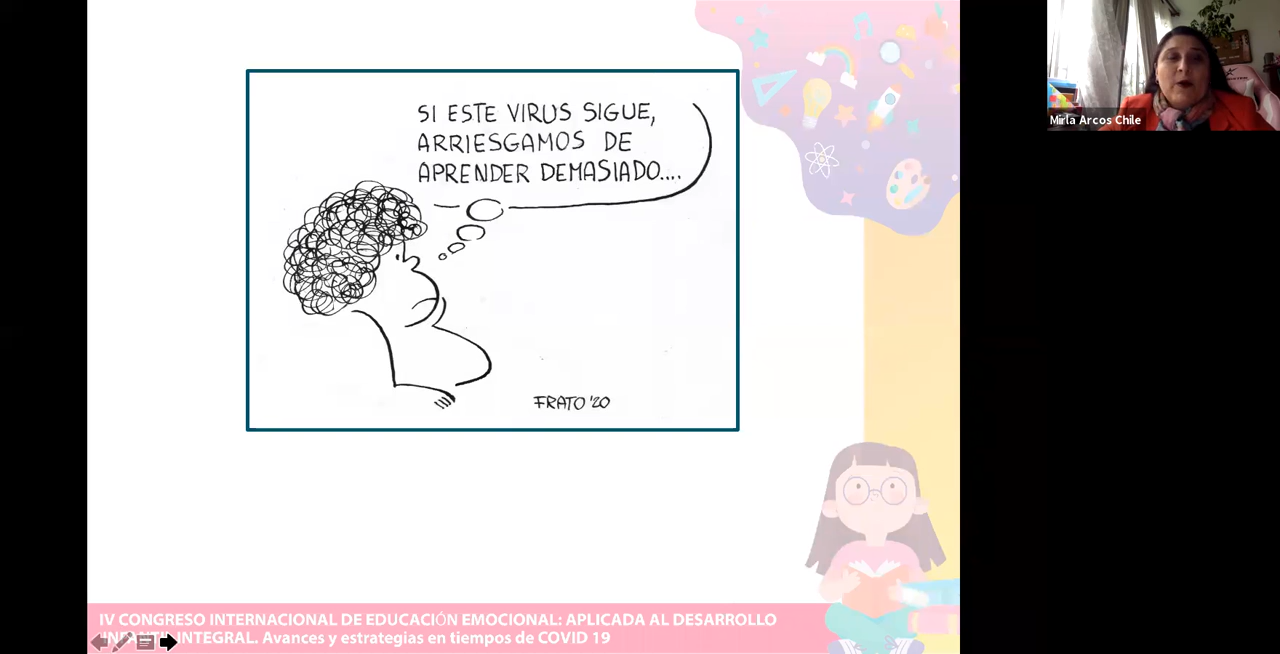 SI ESTE VIRUS SIGUE,
ARRIESGAMOS DE
APRENDER DEMASIADO....
FRATO '20
Mirla Arcos Chile
IV CONGRESO INTERNACIONAL DE EDUCACIÓN EMOCIONAL: APLICADA AL DESARROLLO
INFANTIL INTEGRAL. Avances y estrategias en tiempos de COVID 19